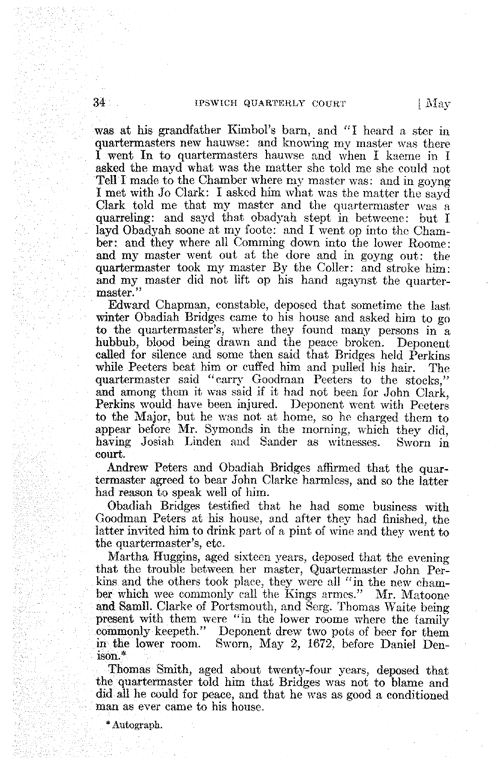 34 IPSWICH QUARTERLY COURT [ May
was at his grandfather Kimbol's barn, and "I heard a ster in
quartermasters new hauwse: and knowing my master was there
I went In to quartermasters hauwse and when I kaeme in I
asked the mayd what was the matter she told me she could not
Tell I made to the Chamber where my master was: and in goyng
I met with Jo Clark: I asked him what was the matter the sayd
Clark told me that my master and the quartermaster was a
quarreling: and sayd that obadyah stept in betweene: but I
layd Obadyah soone at my foote: and I went op into the Cham-
ber: and they where all Comming down into the lower Roome:
and my master went out at the dore and in goyng out: the
quartermaster took my master By the Coller: and stroke him:
and my master did not lift op his hand agaynst the quarter-
master."
Edward Chapman, constable, deposed that sometime the last
winter Obadiah Bridges came to his house and asked him to go
to the quartermaster's, where they found many persons in a
hubbub, blood being drawn and the peace broken. Deponent
called for silence and some then said that Bridges held Perkins
while Peeters beat him or cuffed him and pulled his hair. The
quartermaster said "carry Goodman Peeters to the stocks,"
and among them it was said if it had not been for John Clark,
Perkins would have been injured. Deponent went with Peeters
to the Major, but he was not at home, so he charged them to
appear before Mr. Symonds in the morning, which they did,
having Josiah Linden and Sander as witnesses. Sworn in
court.
Andrew Peters and Obadiah Bridges affirmed that the quar-
termaster agreed to bear John Clarke harmless, and so the latter
had reason to speak well of him.
Obadiah Bridges testified that he had some business with
Goodman Peters at his house, and after they had finished, the
latter invited him to drink part of a pint of wine and they went to
the quartermaster's, etc.
Martha Huggins, aged sixteen years, deposed that the evening
that the trouble between her master, Quartermaster John Per-
kins and the others took place, they were all "in the new cham-
ber which wee commonly call the Kings armes." Mr. Matoone
and Samll. Clarke of Portsmouth, and Serg. Thomas Waite being
present with them were "in the lower roome where the family
commonly keepeth." Deponent drew two pots of beer for them
in the lower room. Sworn, May 2, 1672, before Daniel Den-
ison.*
Thomas Smith, aged about twenty-four years, deposed that
the quartermaster told him that Bridges was not to blame and
did all he could for peace, and that he was as good a conditioned
man as ever came to his house.
* Autograph.